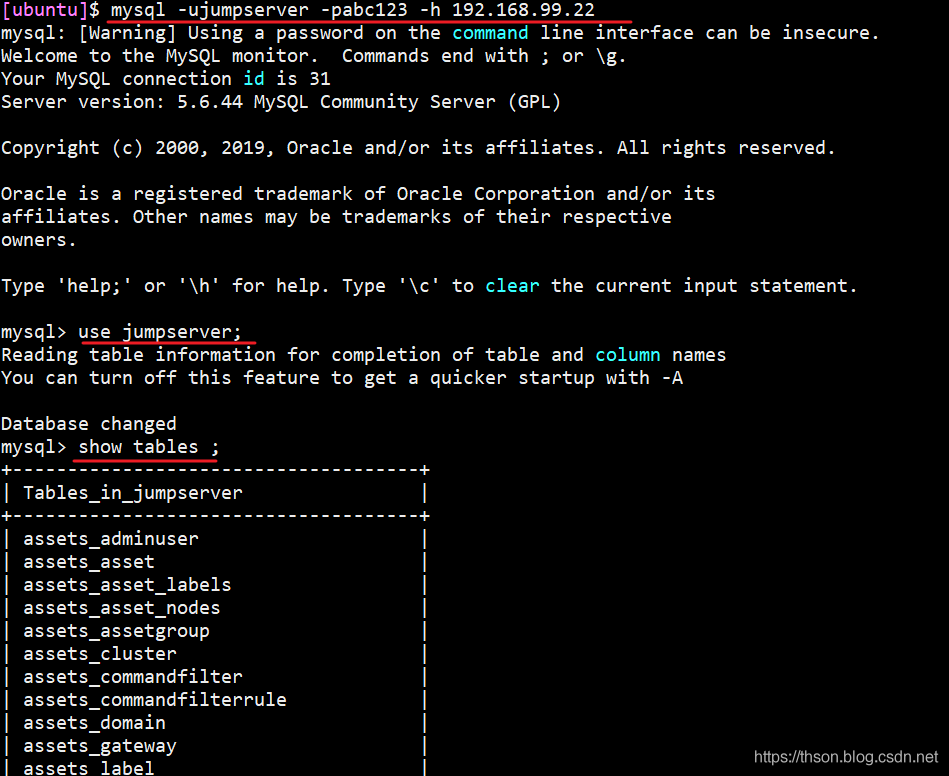 [ubuntu]$ mysql -ujumpserver -pabc123 -h 192.168.99.22
mysql: [Warning] Using a password on the command line interface can be insecure.
Welcome to the MySQL monitor.  Commands end with ; or \g.
Your MySQL connection id is 31
Server version: 5.6.44 MySQL Community Server (GPL)
Copyright (c) 2000, 2019, Oracle and/or its affiliates. All rights reserved.
Oracle is a registered trademark of Oracle Corporation and/or its
affiliates. Other names may be trademarks of their respective
owners.
Type 'help;' or '\h' for help. Type '\c' to clear the current input statement.
mysql> use jumpserver;
Reading table information for completion of table and column names
You can turn off this feature to get a quicker startup with -A
Database changed
mysql> show tables ;
+-------------------------------------+
| Tables_in_jumpserver                |
+-------------------------------------+
| assets_adminuser                    |
| assets_asset                        |
| assets_asset_labels                 |
| assets_asset_nodes                  |
| assets_assetgroup                   |
| assets_cluster                      |
| assets_commandfilter                |
| assets_commandfilterrule            |
| assets_domain                       |
| assets_gateway                      |
| assets_label                        |
https://thson.blog.csdn.net